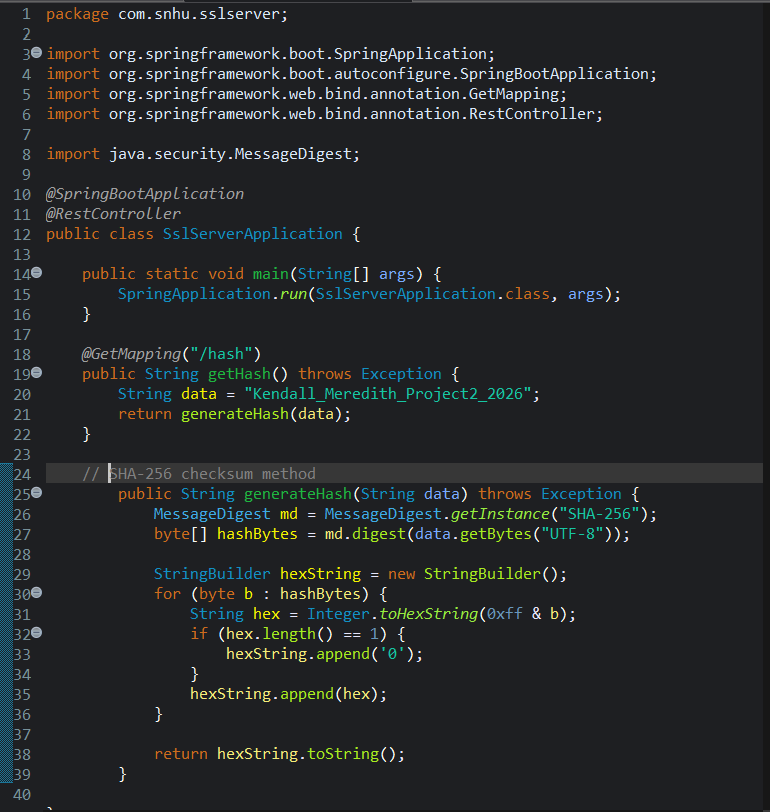 1 package com.snhu.sslserver;
2
3 import org.springframework.boot.SpringApplication;
4 import org.springframework.boot.autoconfigure.SpringBootApplication;
5 import org.springframework.web.bind.annotation.GetMapping;
6 import org.springframework.web.bind.annotation.RestController;
7
8 import java.security.MessageDigest;
9
10 @SpringBootApplication
11 @RestController
12 public class SslServerApplication {
13
14     public static void main(String[] args) {
15         SpringApplication.run(SslServerApplication.class, args);
16     }
17
18     @GetMapping("/hash")
19     public String getHash() throws Exception {
20         String data = "Kendall_Meredith_Project2_2026";
21         return generateHash(data);
22     }
23
24     // SHA-256 checksum method
25         public String generateHash(String data) throws Exception {
26             MessageDigest md = MessageDigest.getInstance("SHA-256");
27             byte[] hashBytes = md.digest(data.getBytes("UTF-8"));
28
29             StringBuilder hexString = new StringBuilder();
30             for (byte b : hashBytes) {
31                 String hex = Integer.toHexString(0xff & b);
32                 if (hex.length() == 1) {
33                     hexString.append('0');
34                 }
35                 hexString.append(hex);
36             }
37
38             return hexString.toString();
39         }
40